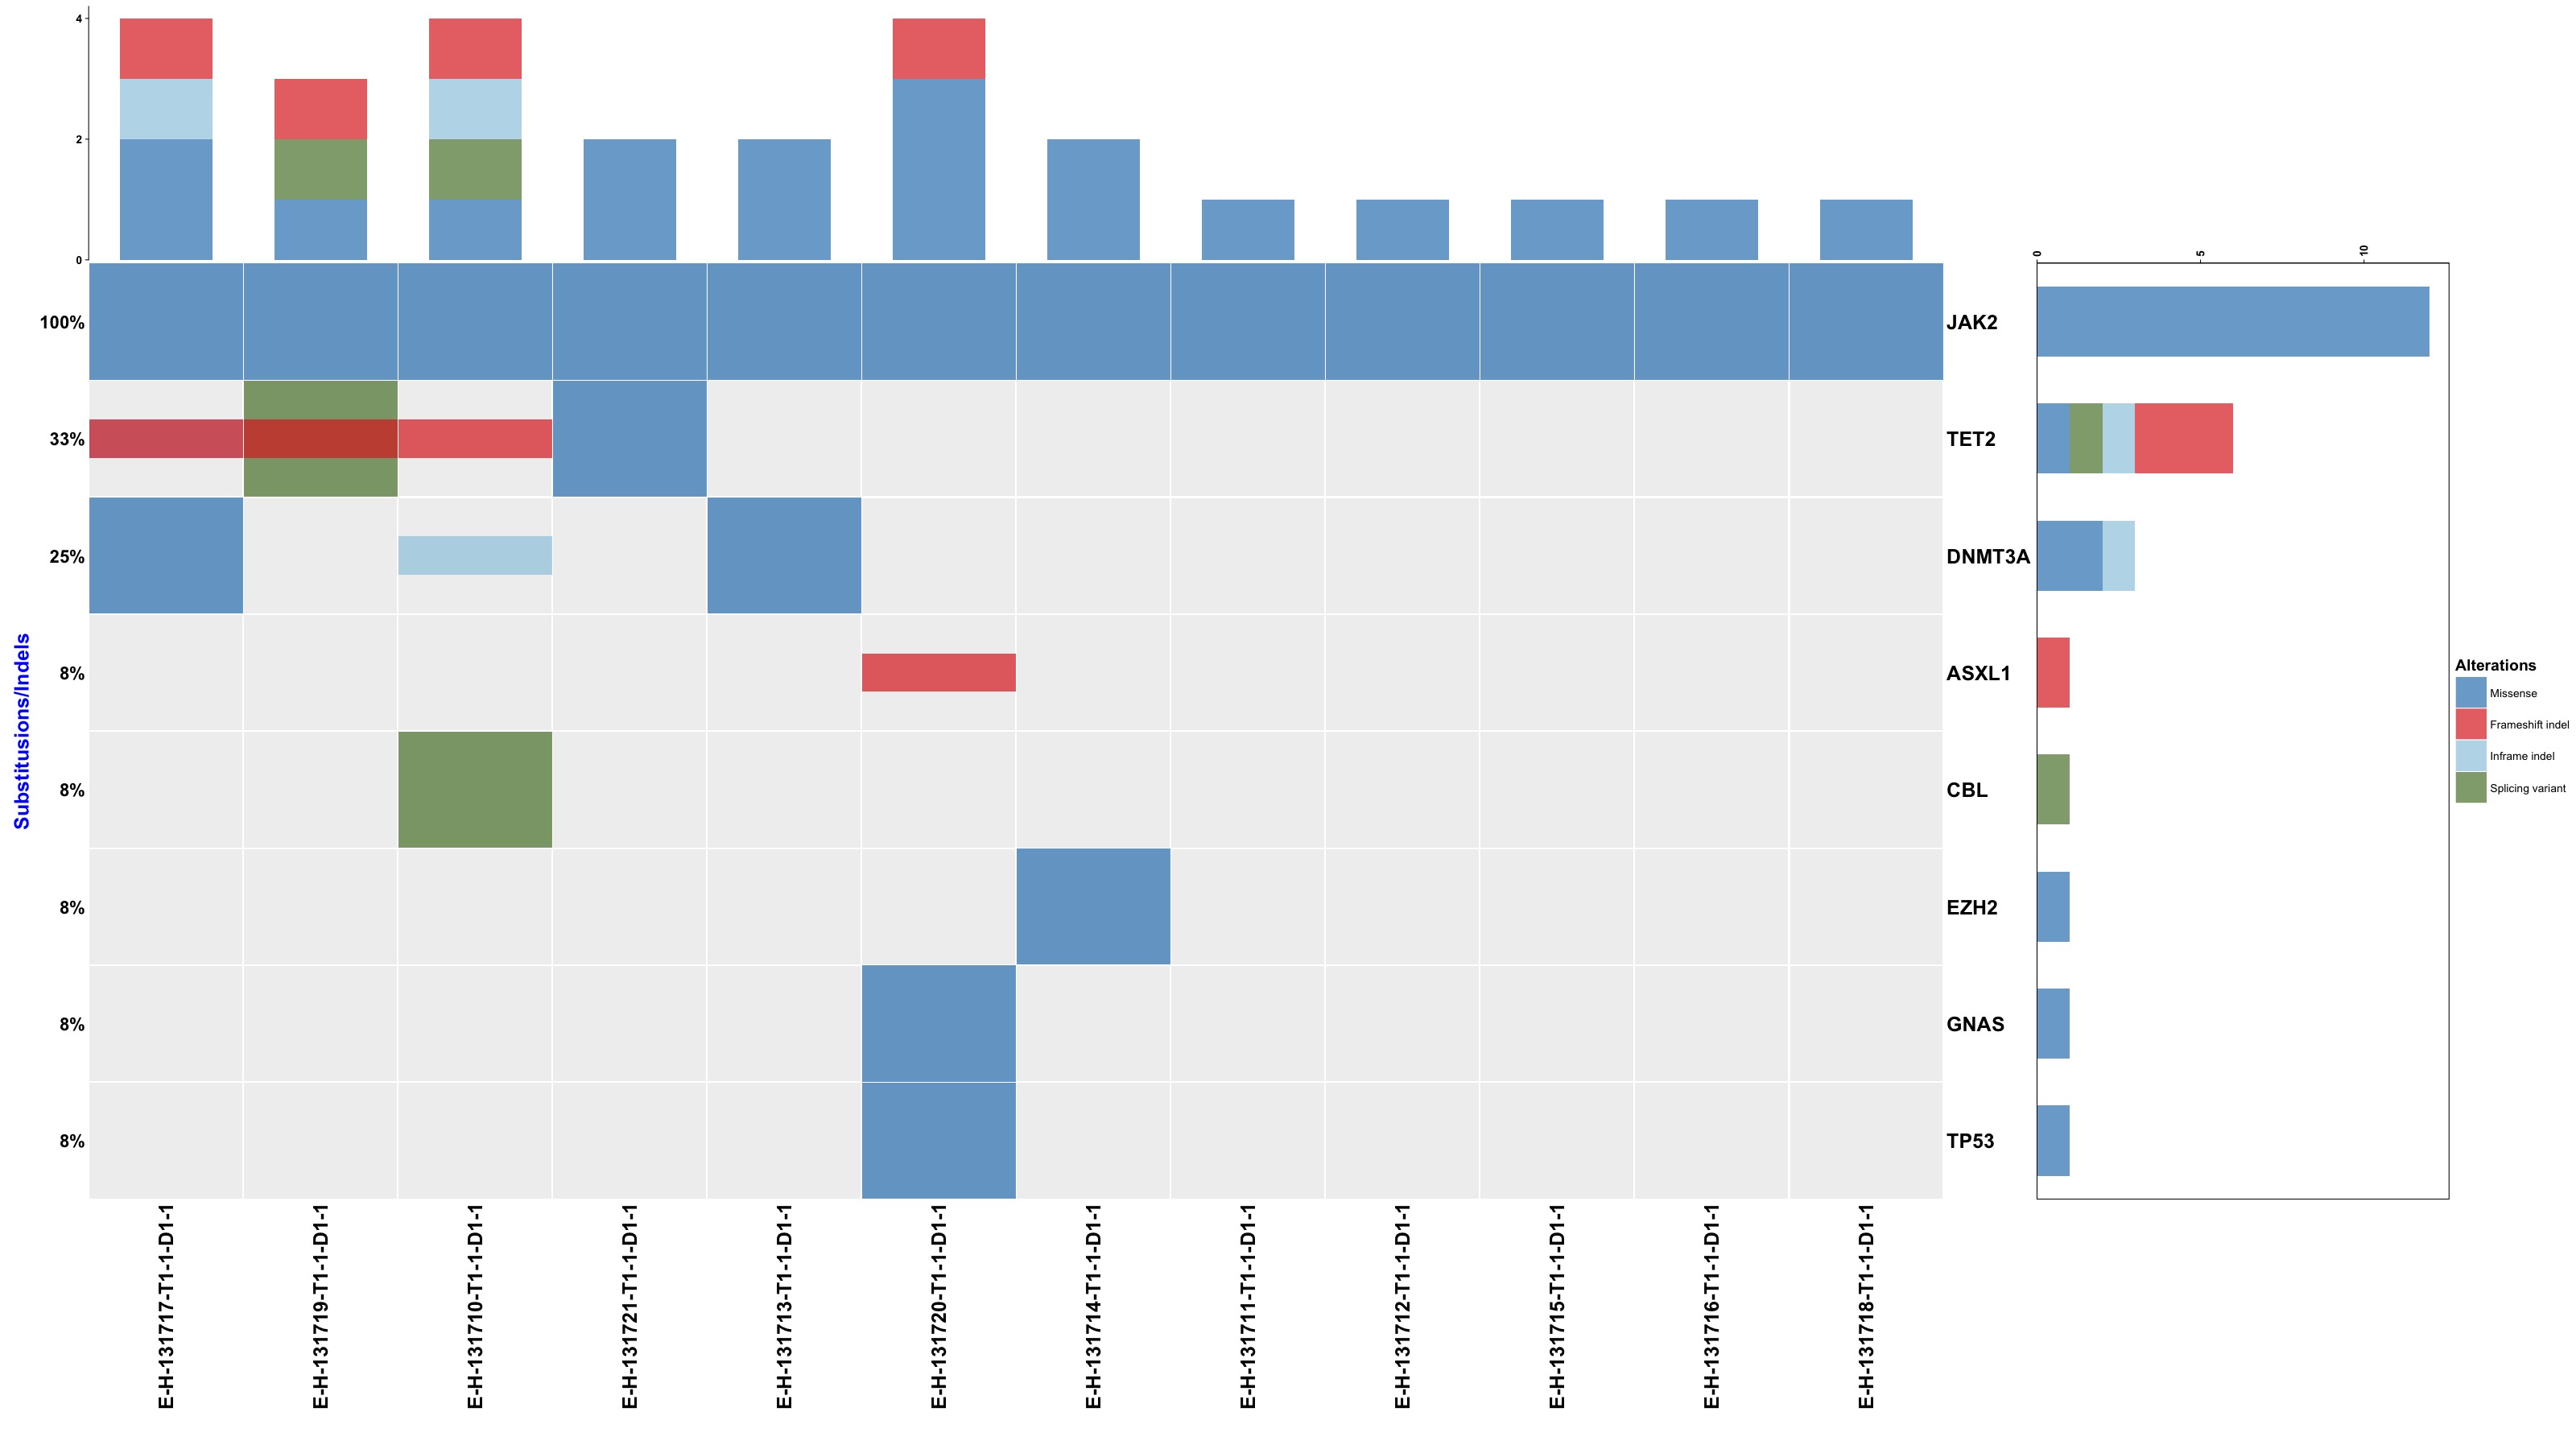 4
2
0
0
5
10
100%
JAK2
33%
TET2
25%
DNMT3A
8%
ASXL1
8%
CBL
8%
EZH2
8%
GNAS
8%
TP53
Substitusions/Indels
Alterations
Missense
Frameshift indel
Inframe indel
Splicing variant
E-H-131717-T1-1-D1-1
E-H-131719-T1-1-D1-1
E-H-131710-T1-1-D1-1
E-H-131721-T1-1-D1-1
E-H-131713-T1-1-D1-1
E-H-131720-T1-1-D1-1
E-H-131714-T1-1-D1-1
E-H-131711-T1-1-D1-1
E-H-131712-T1-1-D1-1
E-H-131715-T1-1-D1-1
E-H-131716-T1-1-D1-1
E-H-131718-T1-1-D1-1